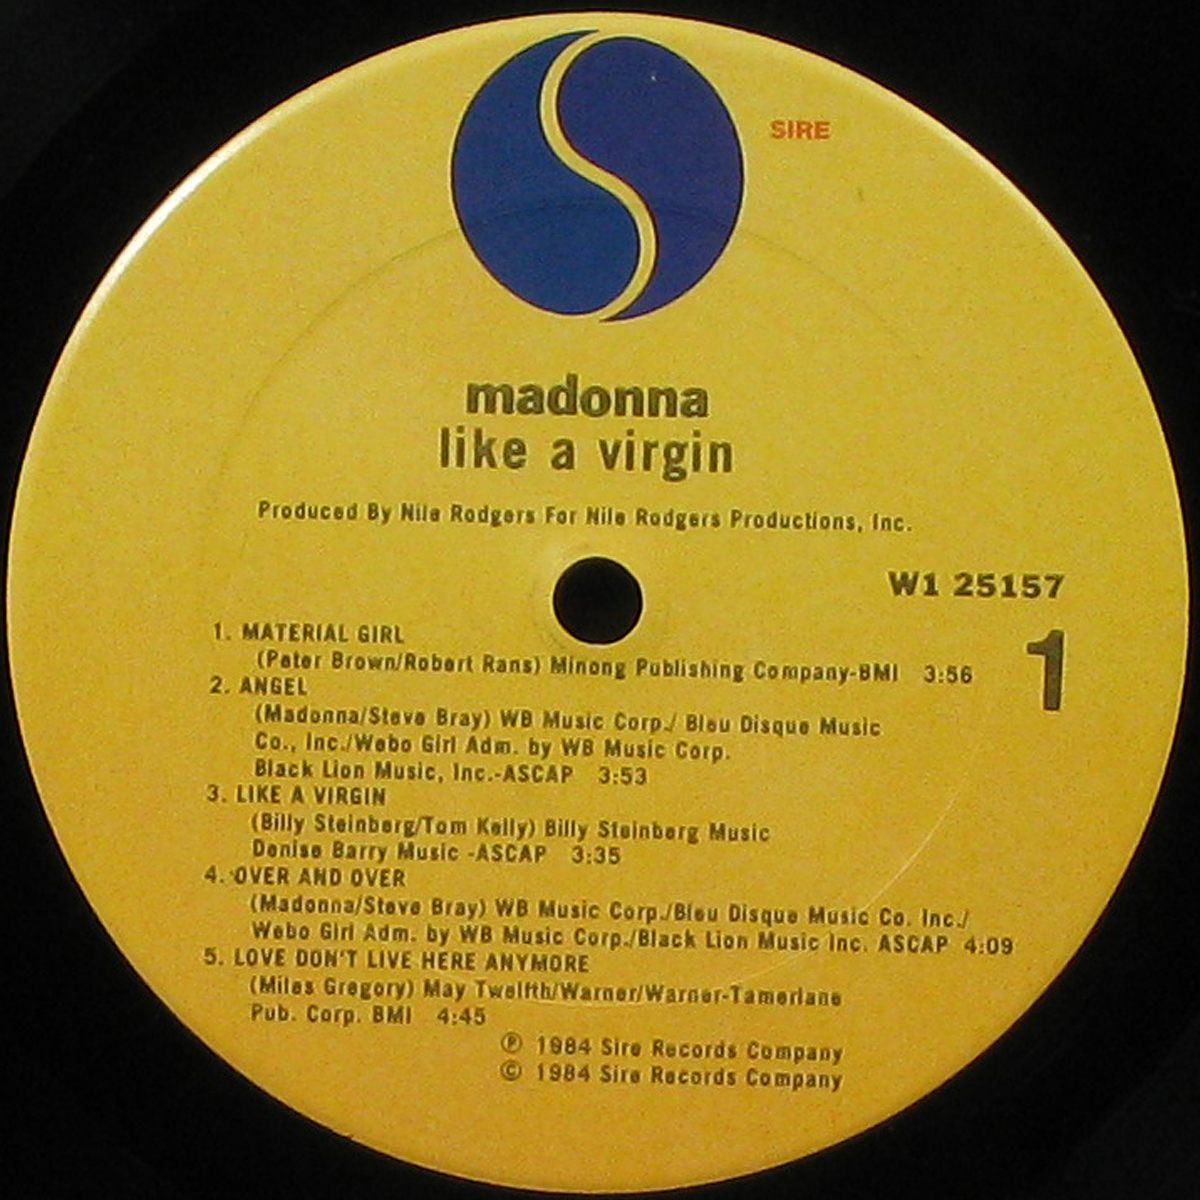 SIRE
madonna
like a virgin
Produced By Nile Rodgers For Nile Rodgers Productions, Inc.
W1 25157
1
1. MATERIAL GIRL
(Peter Brown/Robert Rans) Minong Publishing Company-BMI 3:56
2. ANGEL
(Madonna/Steve Bray) WB Music Corp./ Bleu Disque Music
Co., Inc./Webo Girl Adm. by WB Music Corp.
Black Lion Music, Inc.-ASCAP 3:53
3. LIKE A VIRGIN
(Billy Steinberg/Tom Kelly) Billy Steinberg Music
Denise Barry Music -ASCAP 3:35
4. OVER AND OVER
(Madonna/Steve Bray) WB Music Corp./Bleu Disque Music Co. Inc./
Webo Girl Adm. by WB Music Corp./Black Lion Music Inc. ASCAP 4:09
5. LOVE DON'T LIVE HERE ANYMORE
(Miles Gregory) May Twelfth/Warner/Warner-Tamerlane
Pub. Corp. BMI 4:45
℗ 1984 Sire Records Company
© 1984 Sire Records Company